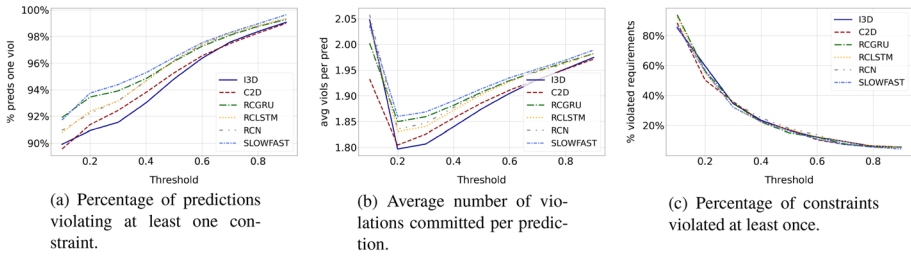 % preds one viol
100%
98%
96%
94%
92%
90%
I3D
C2D
RCGRU
RCLSTM
RCN
SLOWFAST
0.2 0.4 0.6 0.8
Threshold
(a) Percentage of predictions
violating at least one con-
straint.
avg viols per pred
2.05
2.00
1.95
1.90
1.85
1.80
I3D
C2D
RCGRU
RCLSTM
RCN
SLOWFAST
0.2 0.4 0.6 0.8
Threshold
(b) Average number of vio-
lations committed per predic-
tion.
% violated requirements
80%
60%
40%
20%
I3D
C2D
RCGRU
RCLSTM
RCN
SLOWFAST
0.2 0.4 0.6 0.8
Threshold
(c) Percentage of constraints
violated at least once.